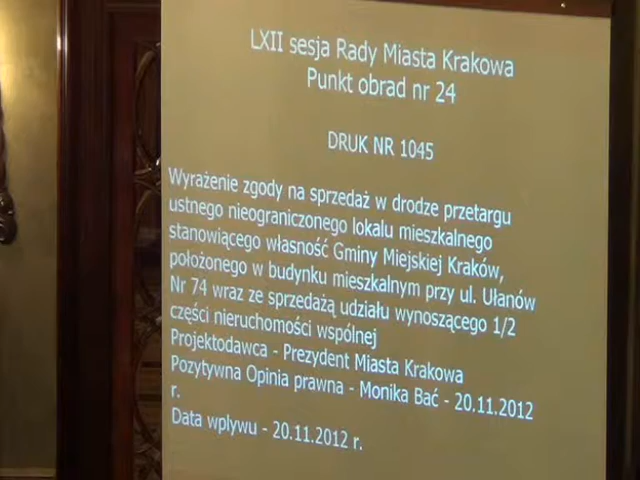 LXII sesja Rady Miasta Krakowa
Punkt obrad nr 24
DRUK NR 1045
Wyrażenie zgody na sprzedaż w drodze przetargu
ustnego nieograniczonego lokalu mieszkalnego
stanowiącego własność Gminy Miejskiej Kraków,
położonego w budynku mieszkalnym przy ul. Ułanów
Nr 74 wraz ze sprzedażą udziału wynoszącego 1/2
części nieruchomości wspólnej
Projektodawca - Prezydent Miasta Krakowa
Pozytywna Opinia prawna - Monika Bać - 20.11.2012
r.
Data wpływu - 20.11.2012 r.